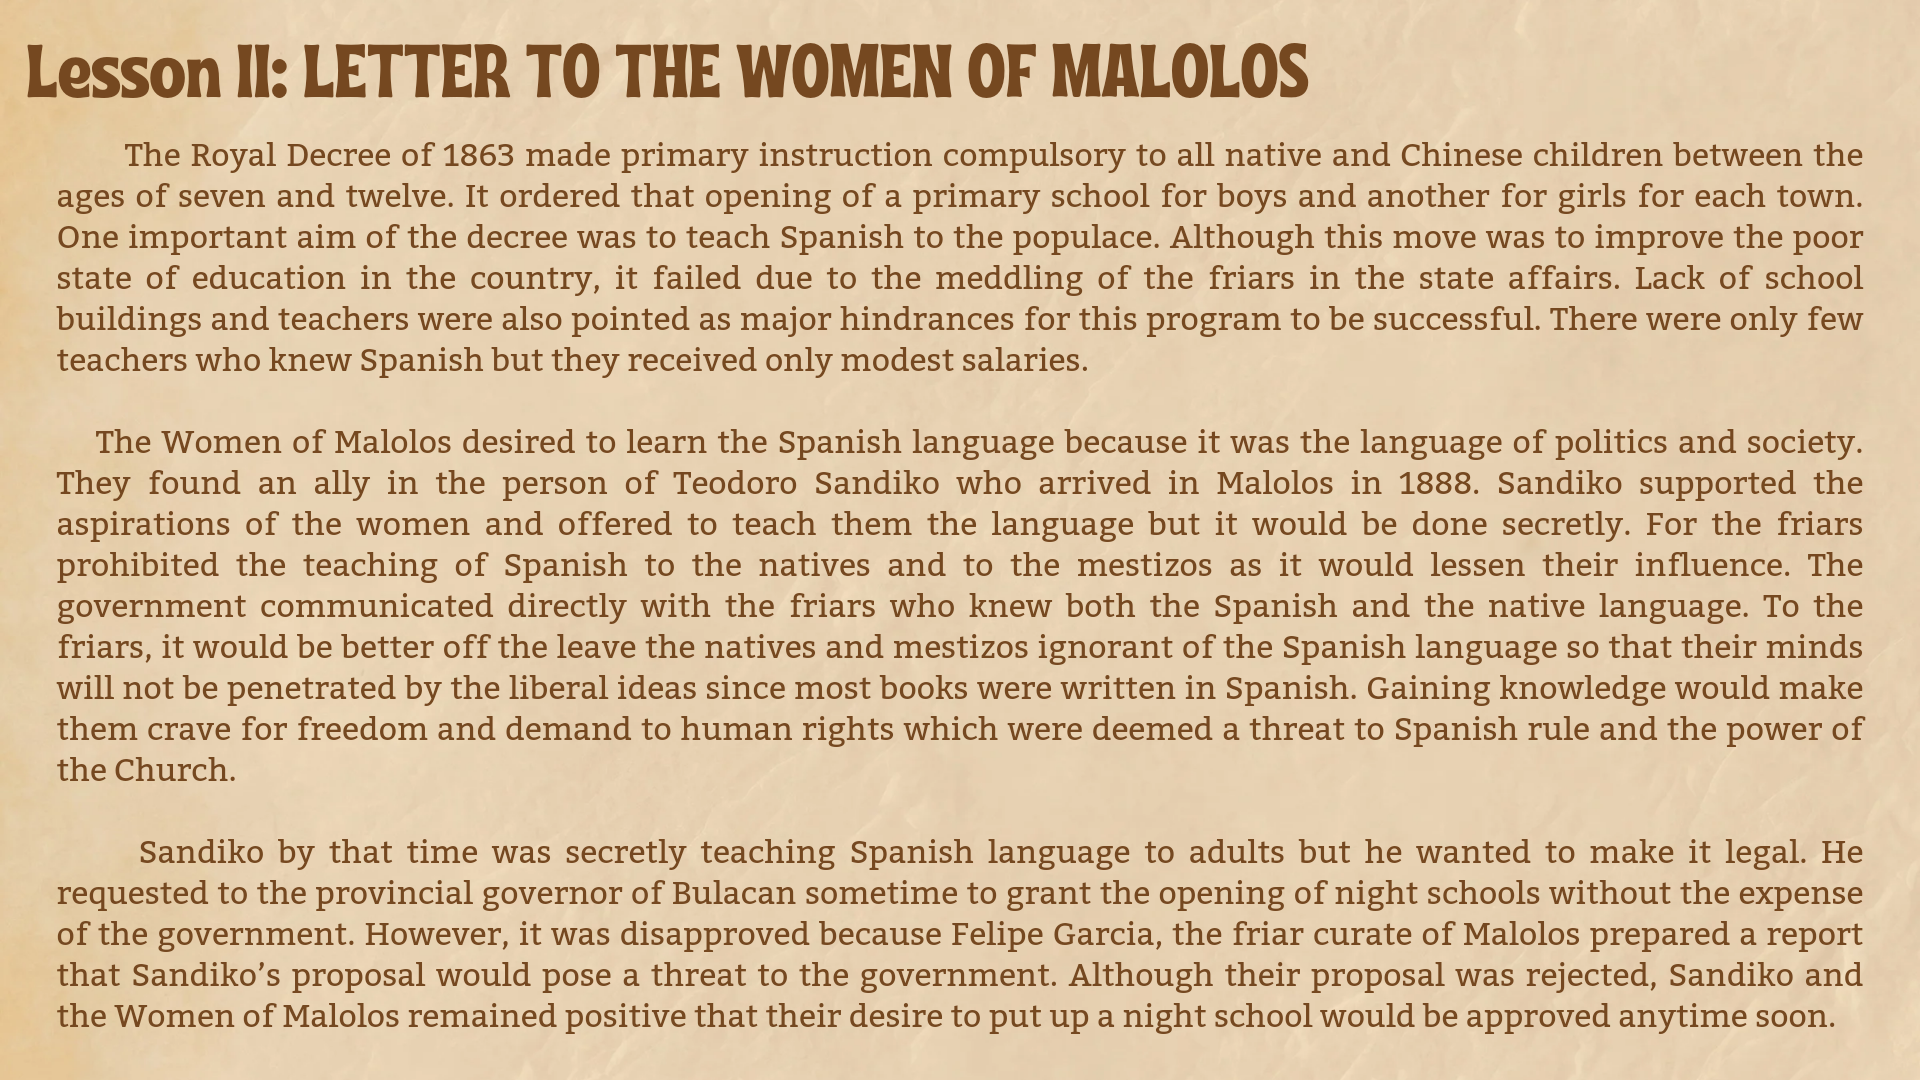 Lesson II: LETTER TO THE WOMEN OF MALOLOS
The Royal Decree of 1863 made primary instruction compulsory to all native and Chinese children between the
ages of seven and twelve. It ordered that opening of a primary school for boys and another for girls for each town.
One important aim of the decree was to teach Spanish to the populace. Although this move was to improve the poor
state of education in the country, it failed due to the meddling of the friars in the state affairs. Lack of school
buildings and teachers were also pointed as major hindrances for this program to be successful. There were only few
teachers who knew Spanish but they received only modest salaries.
The Women of Malolos desired to learn the Spanish language because it was the language of politics and society.
They found an ally in the person of Teodoro Sandiko who arrived in Malolos in 1888. Sandiko supported the
aspirations of the women and offered to teach them the language but it would be done secretly. For the friars
prohibited the teaching of Spanish to the natives and to the mestizos as it would lessen their influence. The
government communicated directly with the friars who knew both the Spanish and the native language. To the
friars, it would be better off the leave the natives and mestizos ignorant of the Spanish language so that their minds
will not be penetrated by the liberal ideas since most books were written in Spanish. Gaining knowledge would make
them crave for freedom and demand to human rights which were deemed a threat to Spanish rule and the power of
the Church.
Sandiko by that time was secretly teaching Spanish language to adults but he wanted to make it legal. He
requested to the provincial governor of Bulacan sometime to grant the opening of night schools without the expense
of the government. However, it was disapproved because Felipe Garcia, the friar curate of Malolos prepared a report
that Sandiko’s proposal would pose a threat to the government. Although their proposal was rejected, Sandiko and
the Women of Malolos remained positive that their desire to put up a night school would be approved anytime soon.